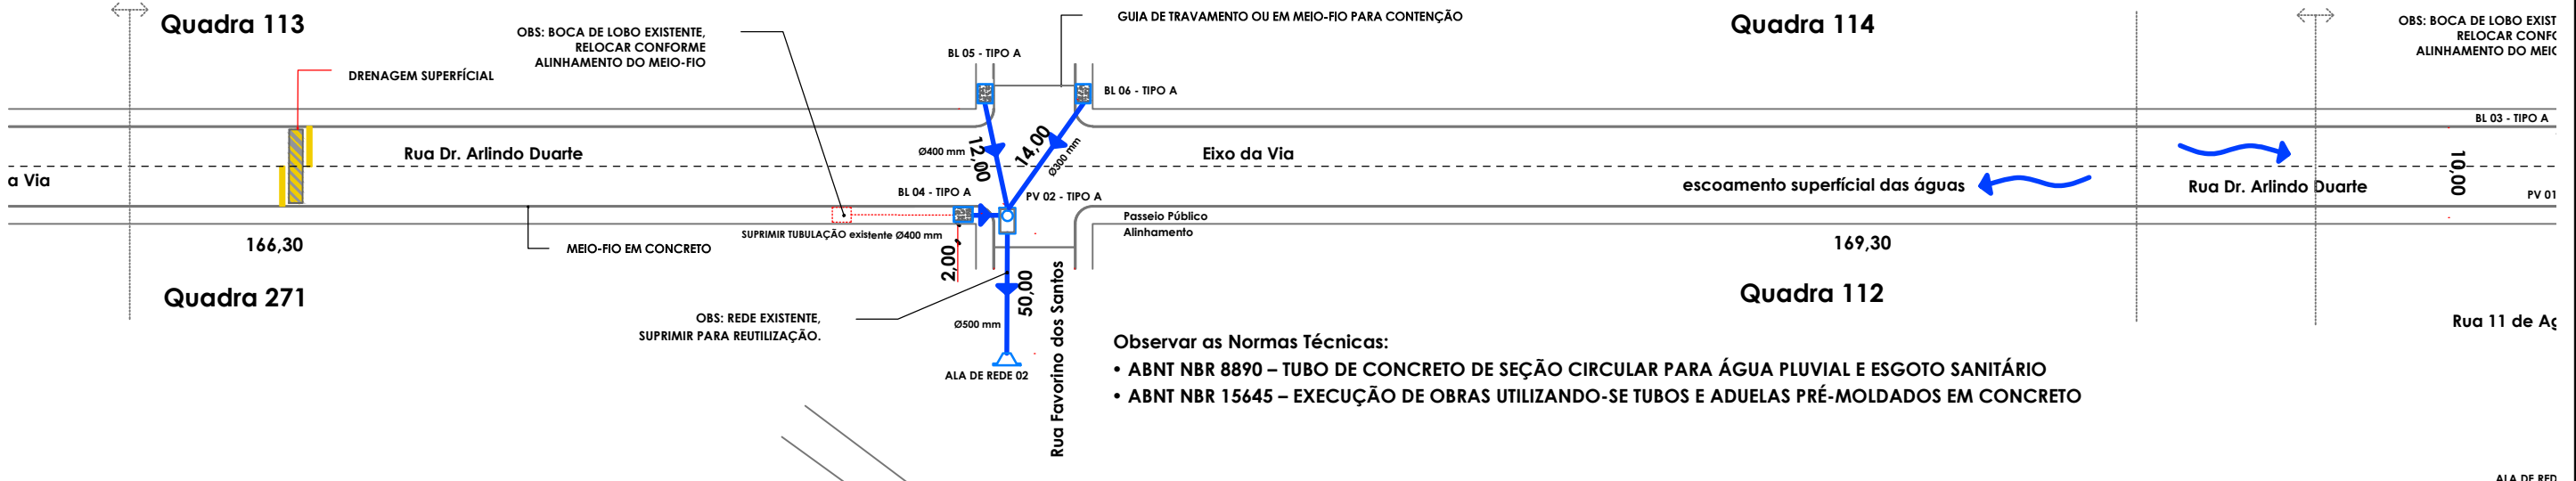 Quadra 113
OBS: BOCA DE LOBO EXISTENTE,
RELOCAR CONFORME
ALINHAMENTO DO MEIO-FIO
DRENAGEM SUPERFÍCIAL
BL 05 - TIPO A
GUIA DE TRAVAMENTO OU EM MEIO-FIO PARA CONTENÇÃO
BL 06 - TIPO A
Quadra 114
OBS: BOCA DE LOBO EXIST
RELOCAR CONFO
ALINHAMENTO DO MEIO
BL 03 - TIPO A
a Via
Rua Dr. Arlindo Duarte
Ø400 mm
12,00
14,00
Ø300 mm
Eixo da Via
escoamento superfícial das águas
Rua Dr. Arlindo Duarte
10,00
PV 01
BL 04 - TIPO A
PV 02 - TIPO A
Passeio Público
Alinhamento
SUPRIMIR TUBULAÇÃO existente Ø400 mm
166,30
MEIO-FIO EM CONCRETO
2,00
169,30
Quadra 271
50,00
Rua Favorino dos Santos
Quadra 112
OBS: REDE EXISTENTE,
SUPRIMIR PARA REUTILIZAÇÃO.
Ø500 mm
ALA DE REDE 02
Rua 11 de Ag
Observar as Normas Técnicas:
• ABNT NBR 8890 – TUBO DE CONCRETO DE SEÇÃO CIRCULAR PARA ÁGUA PLUVIAL E ESGOTO SANITÁRIO
• ABNT NBR 15645 – EXECUÇÃO DE OBRAS UTILIZANDO-SE TUBOS E ADUELAS PRÉ-MOLDADOS EM CONCRETO
ALA DE RED